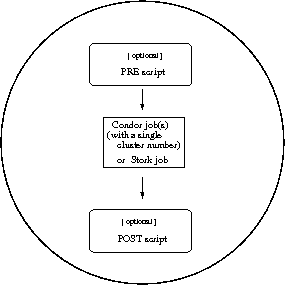 [ optional ]
PRE script
Condor job(s)
(with a single
cluster number)
or Stork job
[ optional ]
POST script